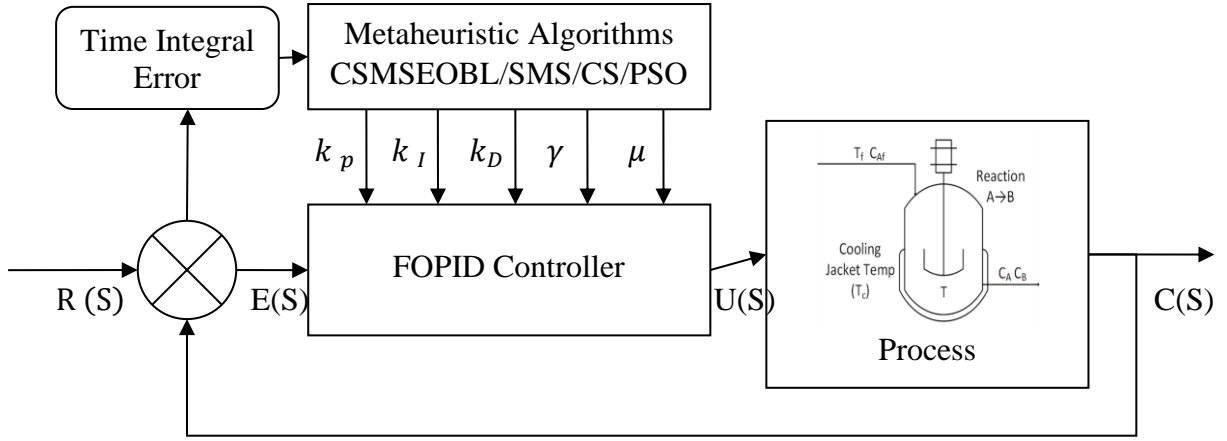 Time Integral
Error
Metaheuristic Algorithms
CSMSEOBL/SMS/CS/PSO
k p
k I
k D
γ
μ
T f C Af
Reaction
A→B
Cooling
Jacket Temp
(T c)
T
C A C B
FOPID Controller
R (S)
E(S)
U(S)
Process
C(S)